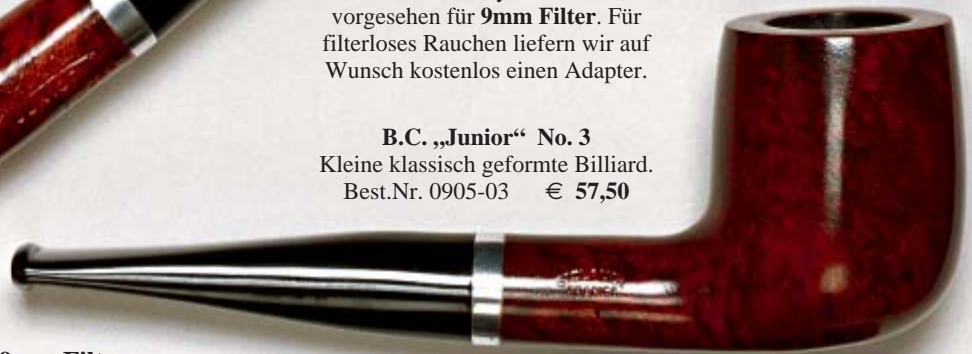 vorgesehen für 9mm Filter. Für
filterloses Rauchen liefern wir auf
Wunsch kostenlos einen Adapter.
B.C. „Junior“ No. 3
Kleine klassisch geformte Billiard.
Best.Nr. 0905-03 € 57,50